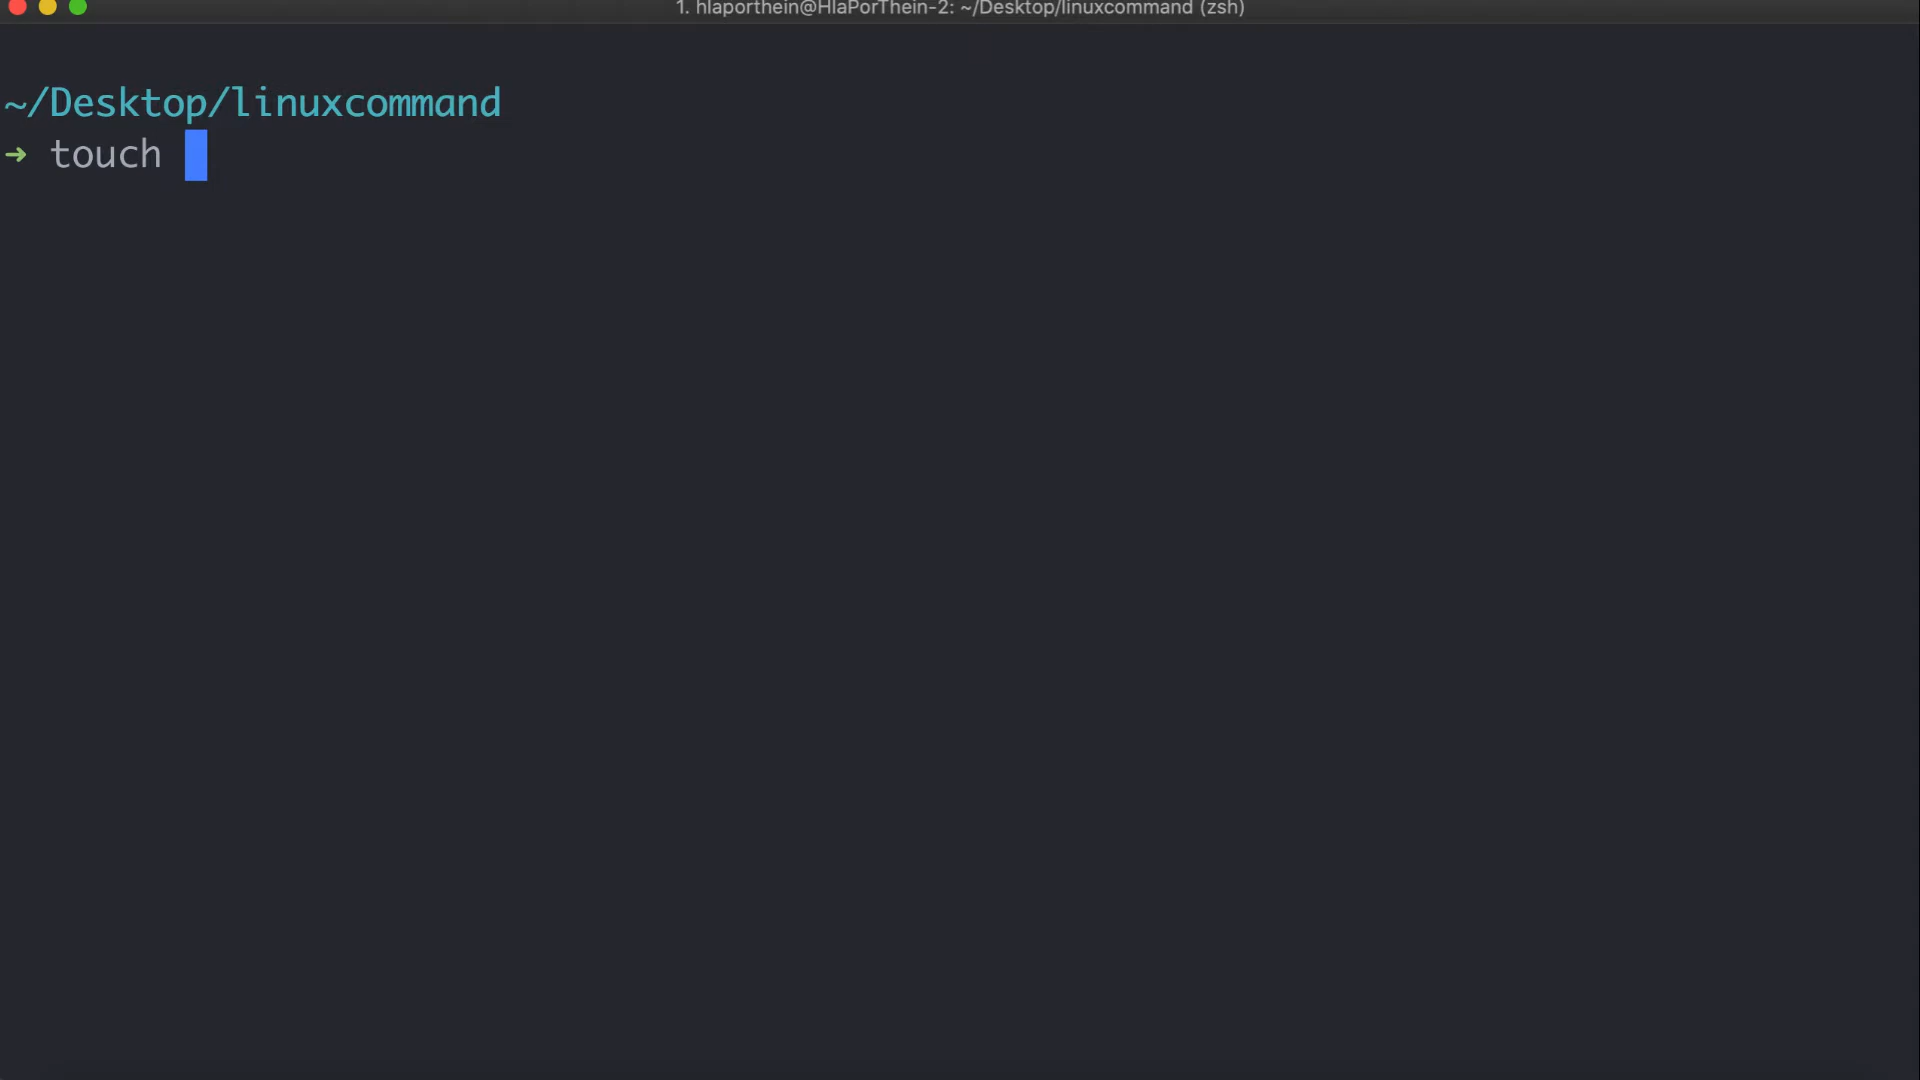 1. hlaporthein@HlaPorThein-2: ~/Desktop/linuxcommand (zsh)
~/Desktop/linuxcommand
➜ touch